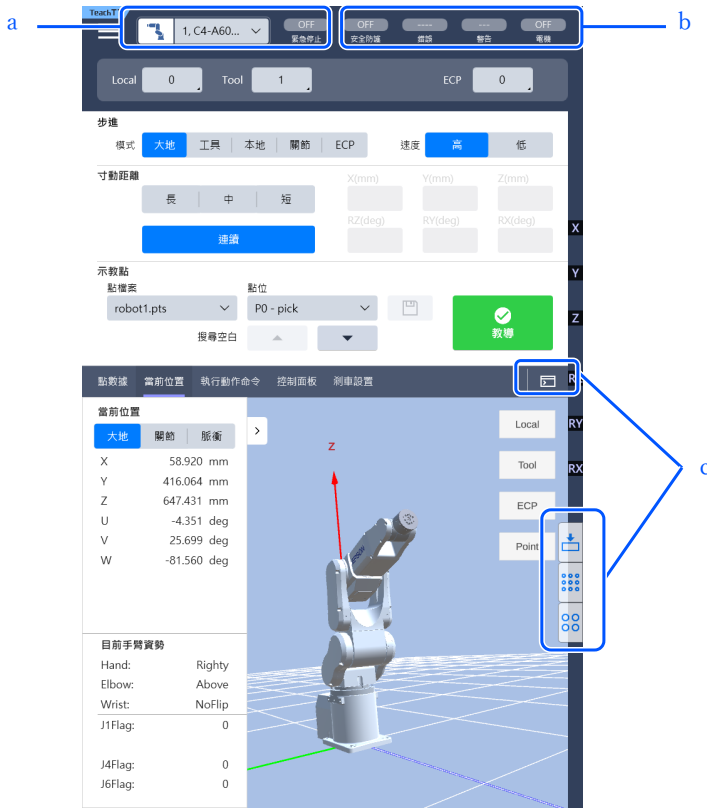 TeachT
a
1, C4-A60...
OFF
緊急停止
OFF
安全防護
----
錯誤
---
警告
OFF
電機
b
Local 0 Tool 1 ECP 0
步進
模式 大地 工具 本地 關節 ECP 速度 高 低
寸動距離
長 中 短
連續
X(mm) Y(mm) Z(mm)
RZ(deg) RY(deg) RX(deg)
X
Y
Z
示教點
點檔案 點位
robot1.pts P0 - pick
搜尋空白
教導
點數據 當前位置 執行動作命令 控制面板 剎車設置
R
RY
RX
c
當前位置
大地 關節 脈衝
X 58.920 mm
Y 416.064 mm
Z 647.431 mm
U -4.351 deg
V 25.699 deg
W -81.560 deg
Z
Local
Tool
ECP
Point
目前手臂資勢
Hand: Righty
Elbow: Above
Wrist: NoFlip
J1Flag: 0
J4Flag: 0
J6Flag: 0